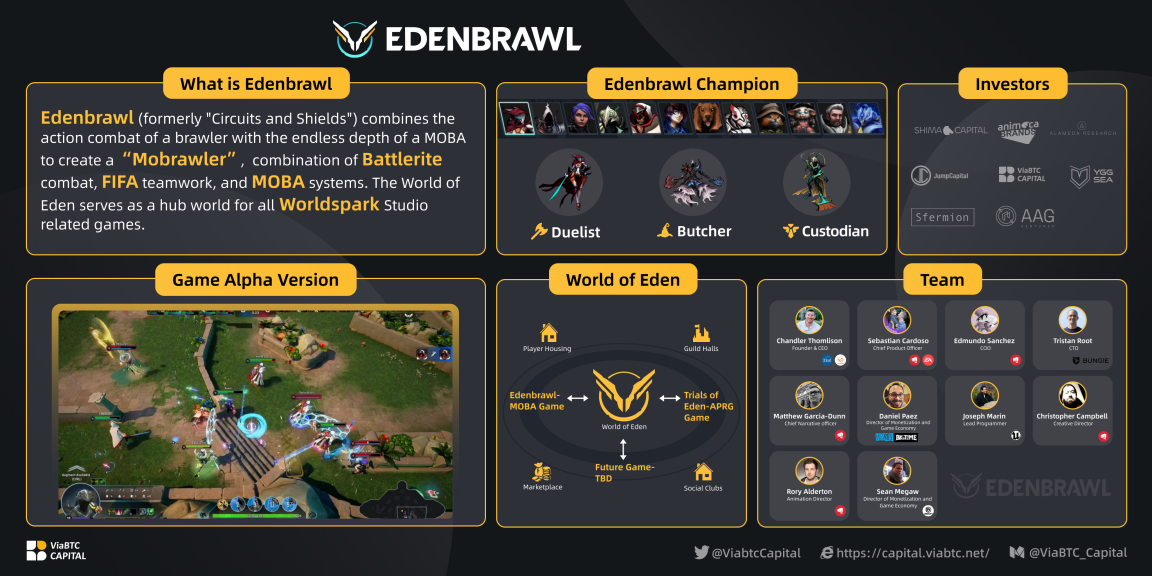 EDENBRAWL
What is Edenbrawl
Edenbrawl (formerly "Circuits and Shields") combines the
action combat of a brawler with the endless depth of a MOBA
to create a “Mobrawler” , combination of Battlerite
combat, FIFA teamwork, and MOBA systems. The World of
Eden serves as a hub world for all Worldspark Studio
related games.
Edenbrawl Champion
Duelist
Butcher
Custodian
Investors
SHIMA CAPITAL
animoca BRANDS
ALAMEDA RESEARCH
JumpCapital
ViaBTC CAPITAL
YGG SEA
Sfermion
AAG
VENTURES
Game Alpha Version
World of Eden
Player Housing
Guild Halls
Edenbrawl-
MOBA Game
Trials of
Eden-APRG
Game
World of Eden
Future Game-
TBD
Marketplace
Social Clubs
Team
Chandler Thomlison
Founder & CEO
Sebastian Cardoso
Chief Product Officer
Edmundo Sanchez
COO
Tristan Root
CTO
BUNGIE
Matthew Garcia-Dunn
Chief Narrative officer
Daniel Paez
Director of Monetization and
Game Economy
BIGTIME
Joseph Marin
Lead Programmer
Christopher Campbell
Creative Director
Rory Alderton
Animation Director
Sean Megaw
Director of Monetization and
Game Economy
EDENBRAWL
ViaBTC
CAPITAL
@ViabtcCapital
https://capital.viabtc.net/
@ViaBTC_Capital